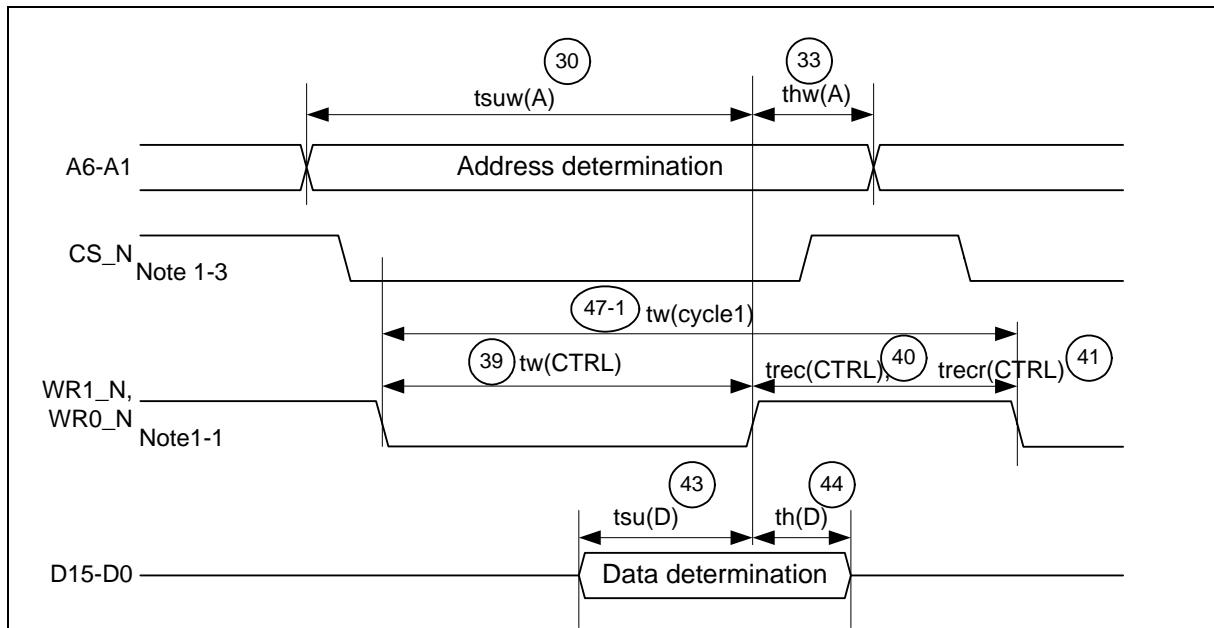 30 33
tsuw(A) thw(A)
A6-A1 Address determination
CS_N Note 1-3
47-1 tw(cycle1)
39 tw(CTRL) trec(CTRL), 40 trecr(CTRL) 41
WR1_N,
WR0_N Note1-1
43 44
tsu(D) th(D)
D15-D0 Data determination